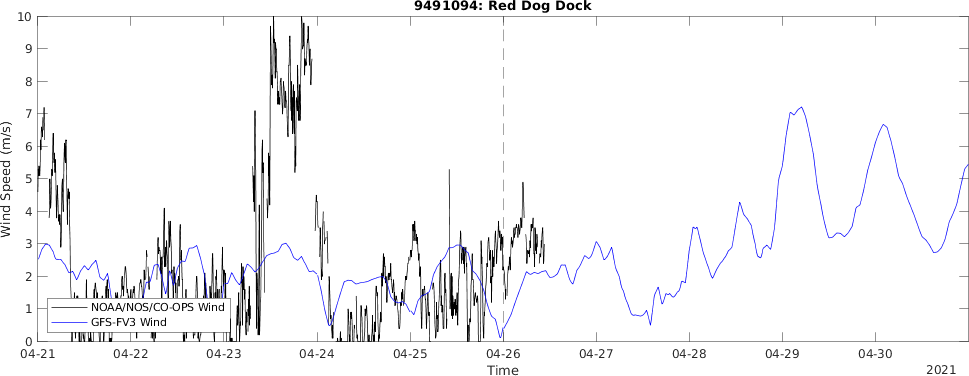 9491094: Red Dog Dock
10
9
8
7
6
5
4
3
2
1
0
Wind Speed (m/s)
NOAA/NOS/CO-OPS Wind
GFS-FV3 Wind
04-21 04-22 04-23 04-24 04-25 04-26 04-27 04-28 04-29 04-30
Time
2021